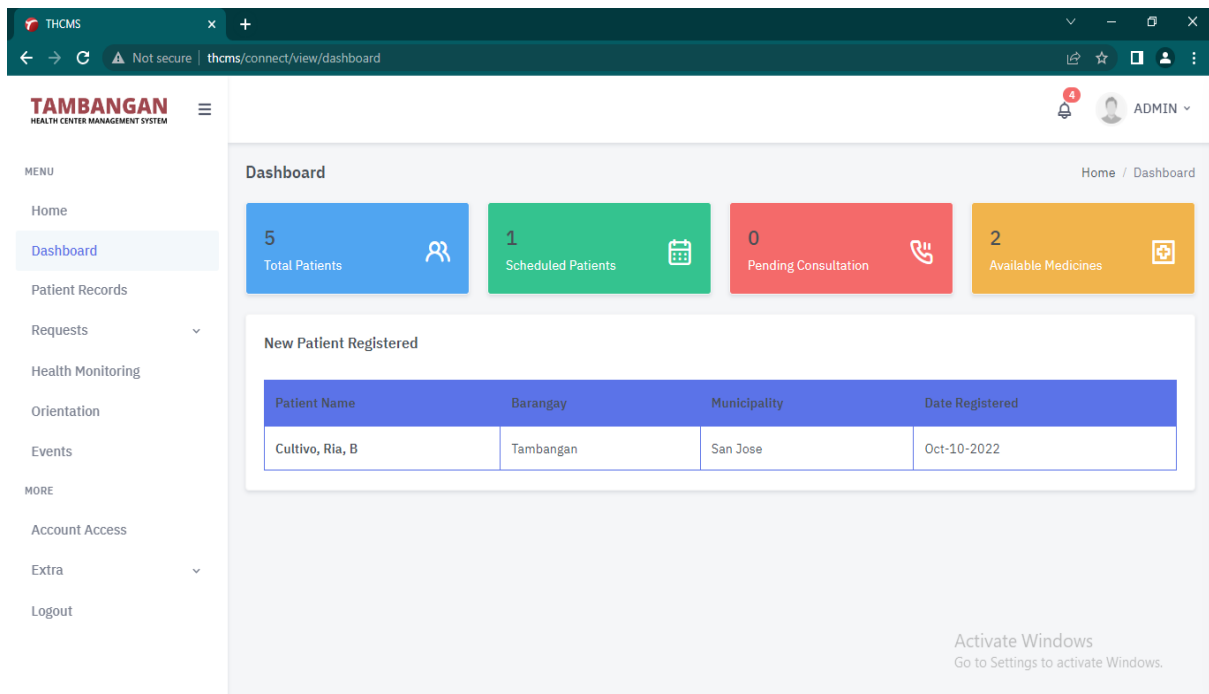 THCMS
Not secure | thcms/connect/view/dashboard
TAMBANGAN
HEALTH CENTER MANAGEMENT SYSTEM
4
ADMIN
MENU
Home
Dashboard
Patient Records
Requests
Health Monitoring
Orientation
Events
MORE
Account Access
Extra
Logout
Dashboard
Home / Dashboard
5
Total Patients
1
Scheduled Patients
0
Pending Consultation
2
Available Medicines
New Patient Registered
Patient Name Barangay Municipality Date Registered
Cultivo, Ria, B Tambangan San Jose Oct-10-2022
Activate Windows
Go to Settings to activate Windows.